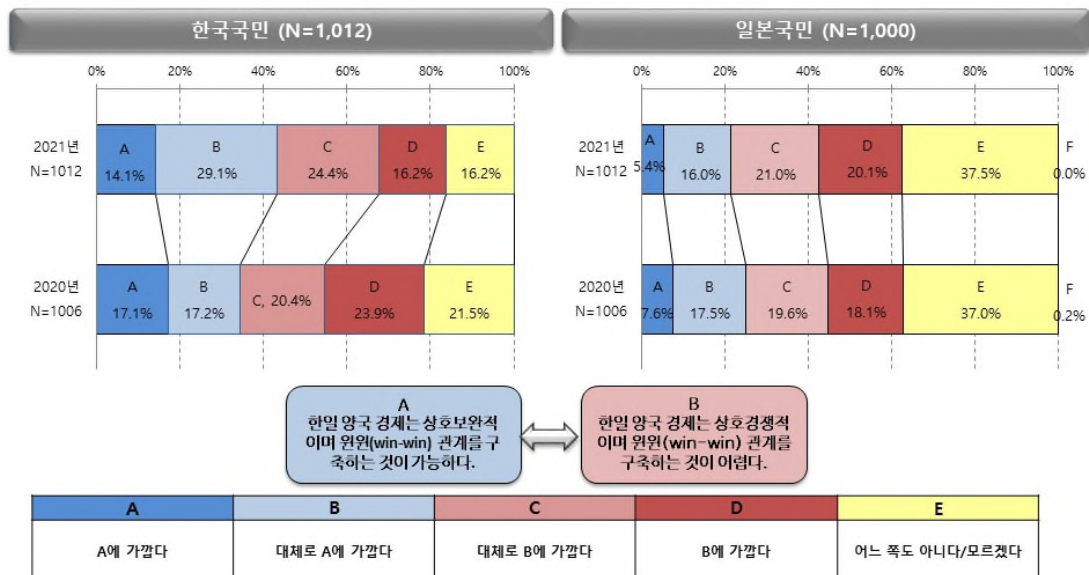 한국국민 (N=1,012)
일본국민 (N=1,000)
0% 20% 40% 60% 80% 100%
0% 20% 40% 60% 80% 100%
2021년
N=1012
A B C D E
14.1% 29.1% 24.4% 16.2% 16.2%
2020년
N=1006
A B C, 20.4% D E
17.1% 17.2% 23.9% 21.5%
2021년
N=1012
A B C D E F
5.4% 16.0% 21.0% 20.1% 37.5% 0.0%
2020년
N=1006
A B C D E F
7.6% 17.5% 19.6% 18.1% 37.0% 0.2%
A
한일 양국 경제는 상호보완적
이며 윈윈(win-win) 관계를 구
축하는 것이 가능하다.
B
한일 양국 경제는 상호경쟁적
이며 윈윈(win-win) 관계를
구축하는 것이 어렵다.
A B C D E
A에 가깝다 대체로 A에 가깝다 대체로 B에 가깝다 B에 가깝다 어느 쪽도 아니다/모르겠다